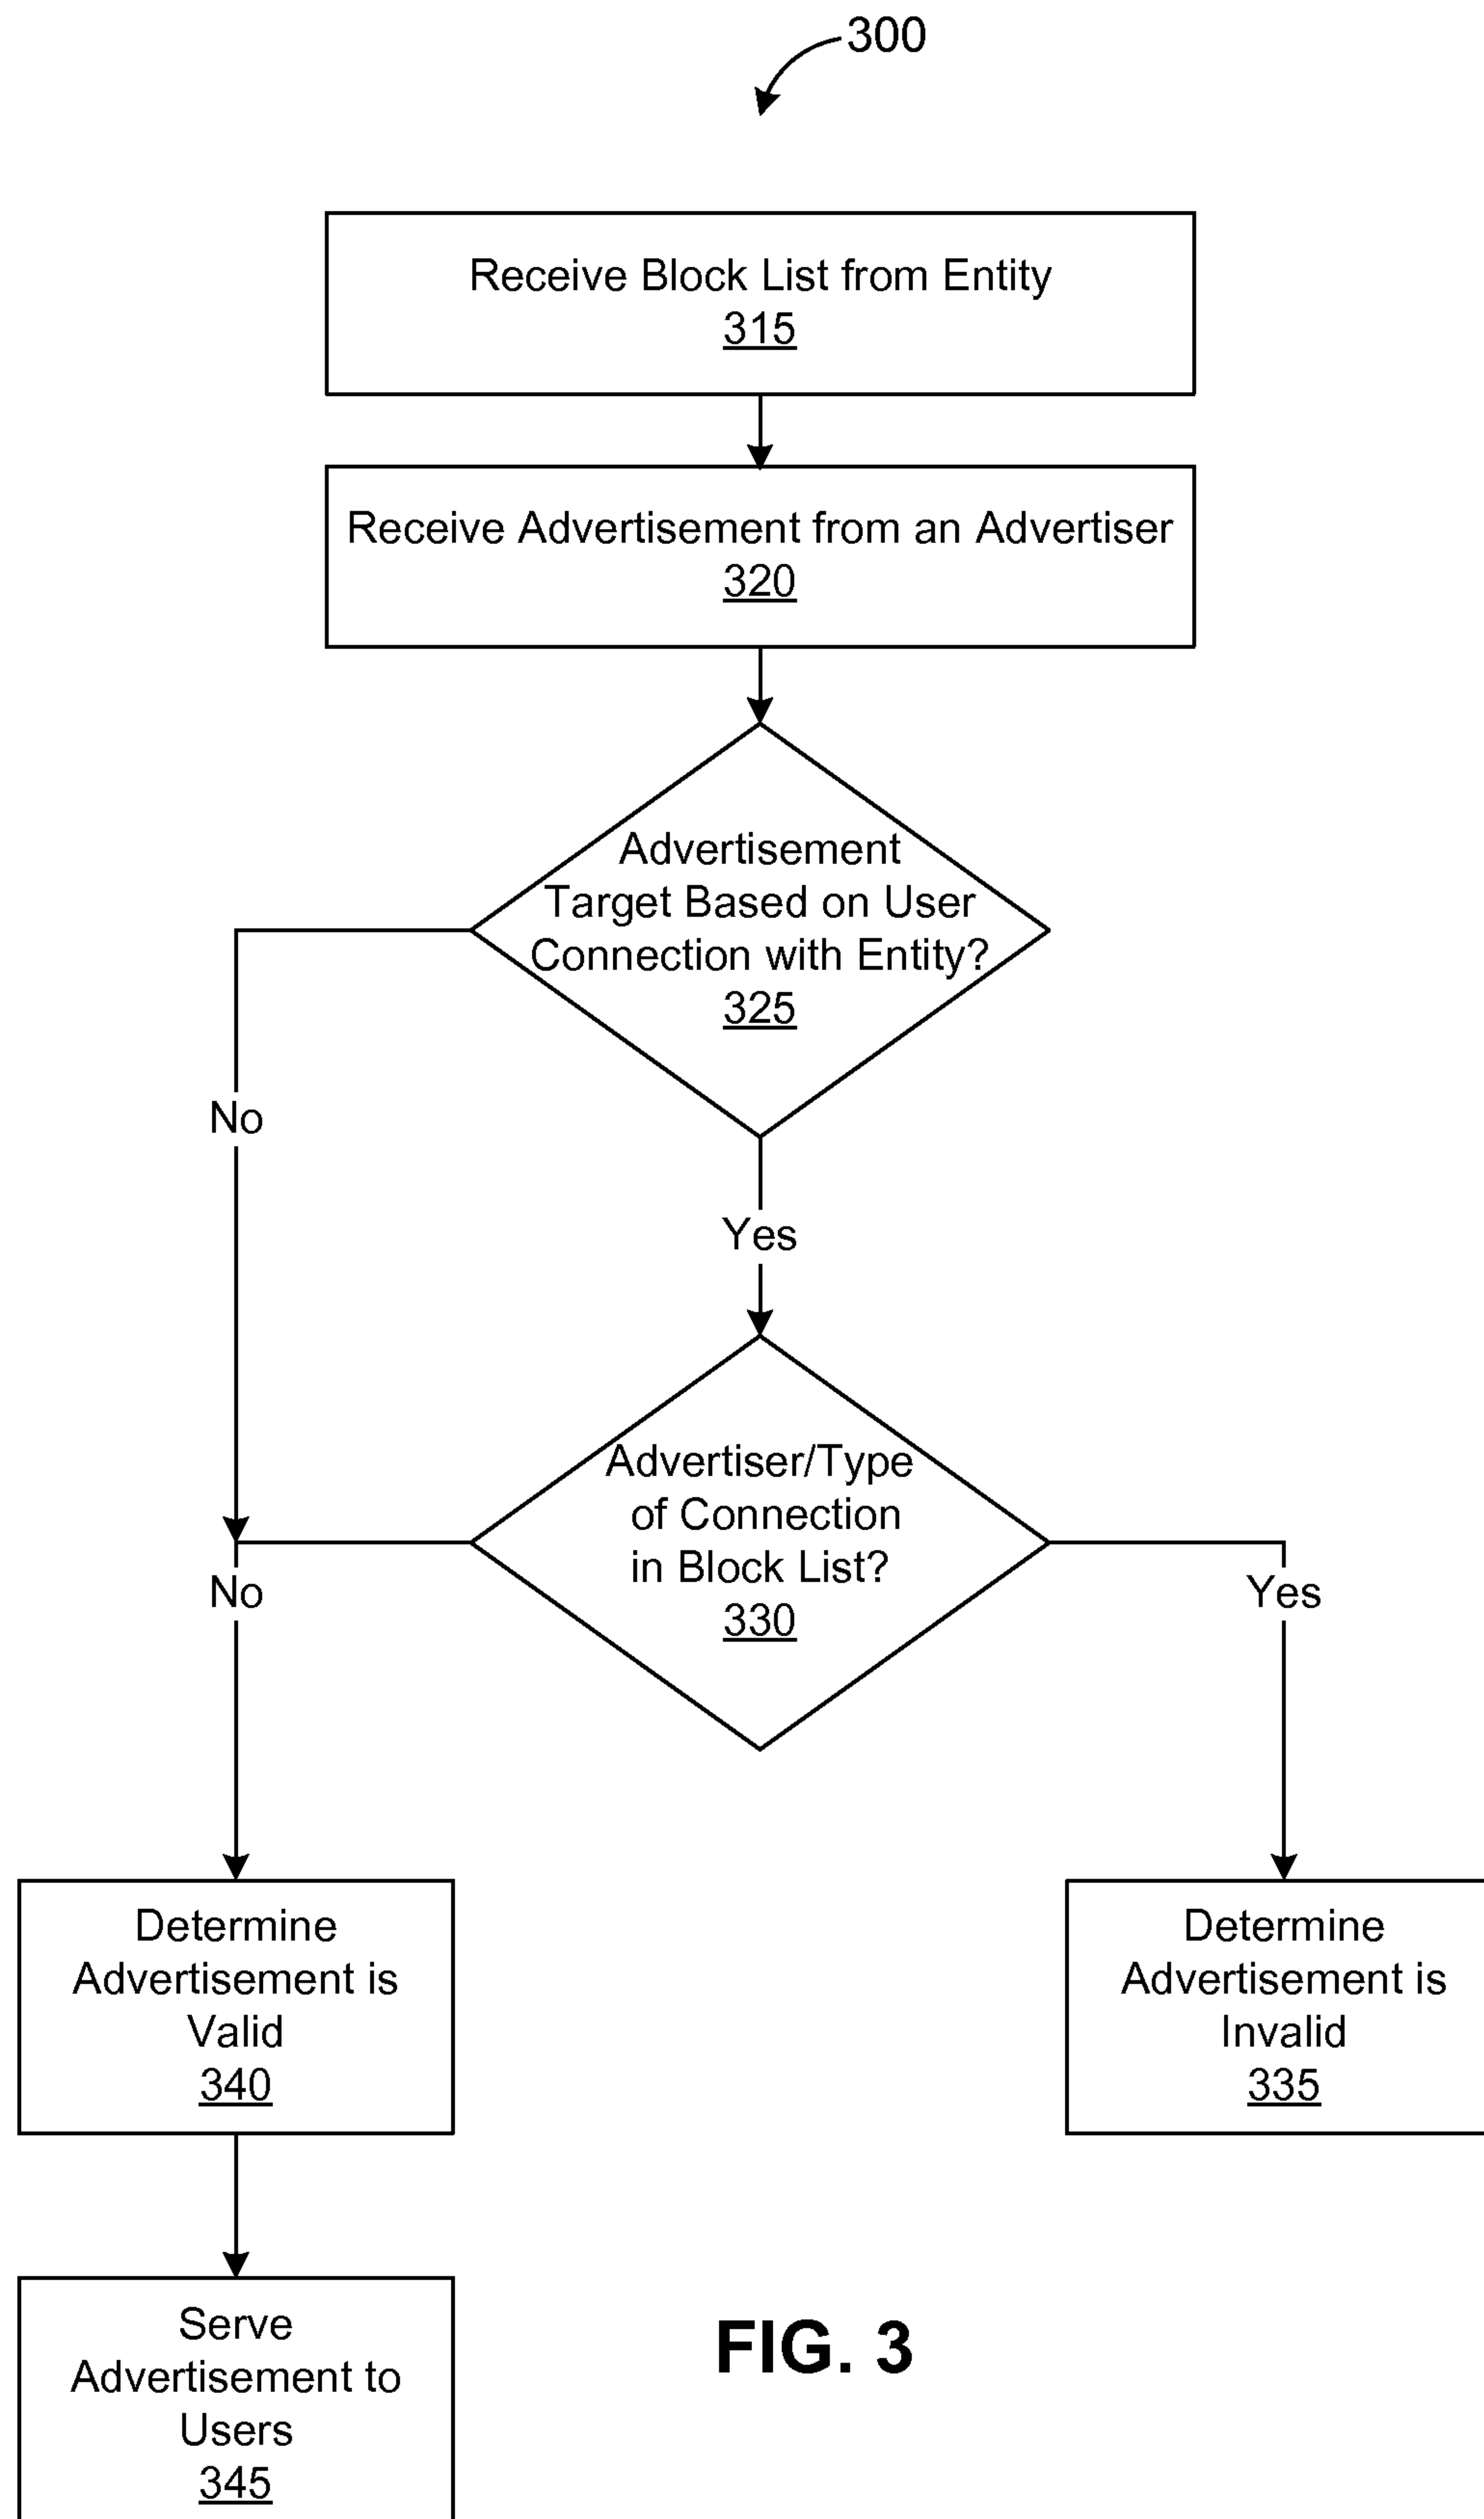 300
Receive Block List from Entity
315
Receive Advertisement from an Advertiser
320
Advertisement
Target Based on User
Connection with Entity?
325
No
Yes
Advertiser/Type
of Connection
in Block List?
330
No
Yes
Determine
Advertisement is
Valid
340
Determine
Advertisement is
Invalid
335
Serve
Advertisement to
Users
345
FIG. 3